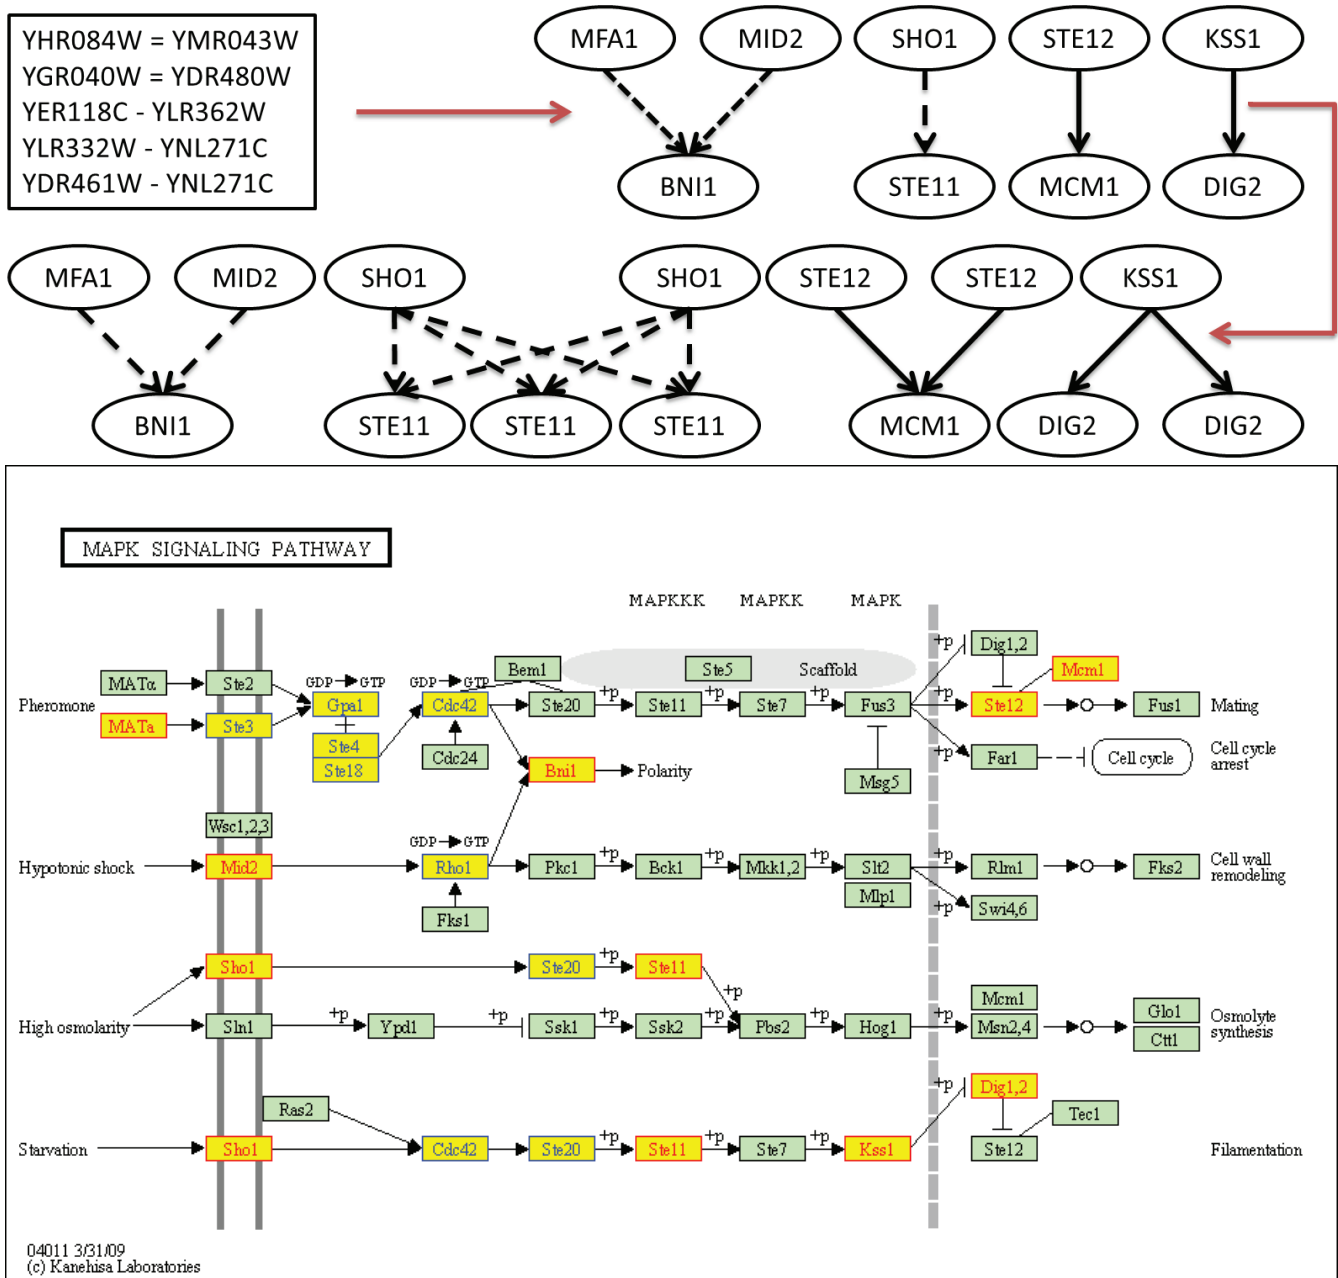 YHR084W = YMR043W
YGR040W = YDR480W
YER118C - YLR362W
YLR332W - YNL271C
YDR461W - YNL271C
MFA1 MID2 SHO1 STE12 KSS1
BNI1 STE11 MCM1 DIG2
MFA1 MID2 SHO1 SHO1 STE12 STE12 KSS1
BNI1 STE11 STE11 STE11 MCM1 DIG2 DIG2
MAPK SIGNALING PATHWAY
MAPKKK MAPKK MAPK
+p Dig1,2
Bem1 Ste5 Scaffold Mcm1
MATα Ste2 GDP GTP GDP GTP
Pheromone Gpa1 Cdc42 Ste20 +p Ste11 +p Ste7 +p Fus3 +p Ste12 Fus1 Mating
MATa Ste3
Ste4
Ste18 Cdc24 +p Far1 Cell cycle Cell cycle
arrest
Bni1 Polarity Msg5
Wsc1,2,3
GDP GTP
Hypotonic shock Mid2 Rho1 Pkc1 +p Bck1 +p Mkk1,2 +p Slt2 +p Rlm1 Fks2 Cell wall
remodeling
Mlp1 +p Swi4,6
Fks1
Sho1 Ste20 +p Ste11
+p
Mcm1
High osmolarity Sln1 +p Ypd1 Ssk1 +p Ssk2 +p Pbs2 +p Hog1 +p Msn2,4 Glo1 Osmolyte
Ctt1 synthesis
+p Dig1,2
Ras2 Tec1
Starvation Sho1 Cdc42 Ste20 +p Ste11 +p Ste7 +p Kss1 Ste12 Filamentation
04011 3/31/09
(c) Kanehisa Laboratories